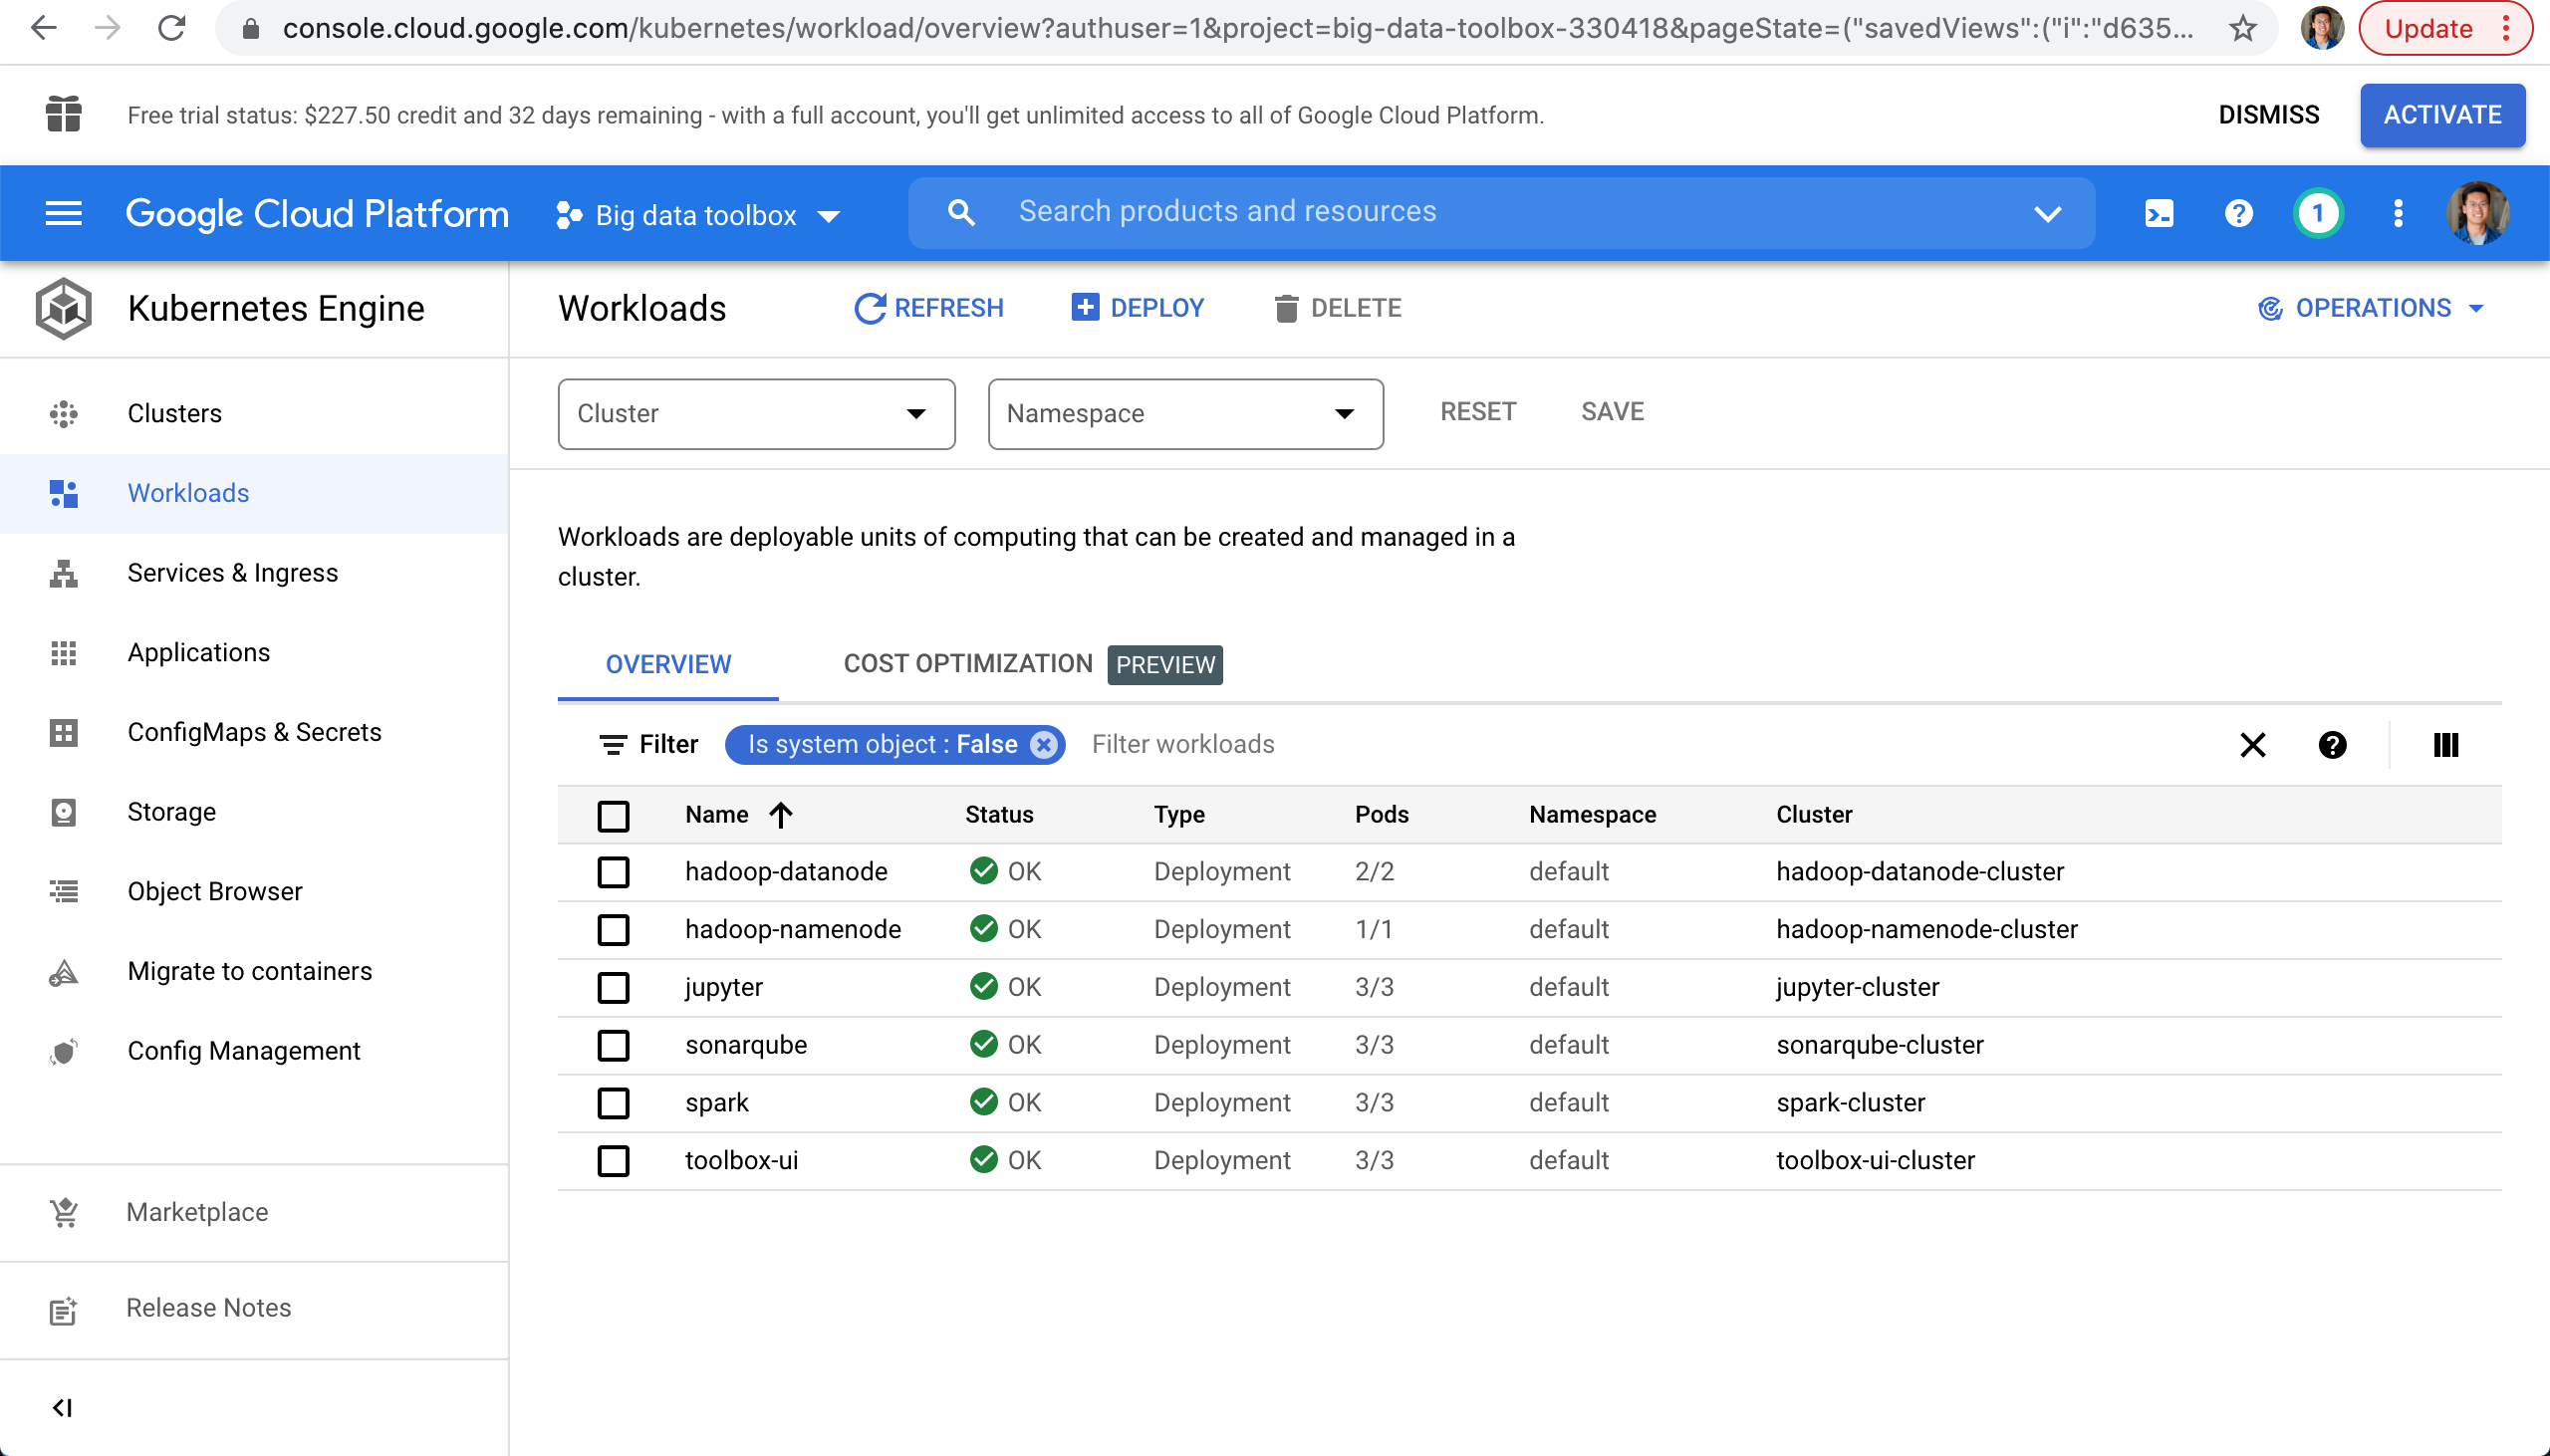 console.cloud.google.com/kubernetes/workload/overview?authuser=1&project=big-data-toolbox-330418&pageState=("savedViews":("i":"d635...
Update
Free trial status: $227.50 credit and 32 days remaining - with a full account, you'll get unlimited access to all of Google Cloud Platform.
DISMISS
ACTIVATE
Google Cloud Platform
Big data toolbox
Search products and resources
1
Kubernetes Engine
Workloads
REFRESH
DEPLOY
DELETE
OPERATIONS
Clusters
Workloads
Services & Ingress
Applications
ConfigMaps & Secrets
Storage
Object Browser
Migrate to containers
Config Management
Marketplace
Release Notes
Cluster
Namespace
RESET
SAVE
Workloads are deployable units of computing that can be created and managed in a
cluster.
OVERVIEW
COST OPTIMIZATION PREVIEW
Filter
Is system object : False
Filter workloads
Name Status Type Pods Namespace Cluster
hadoop-datanode OK Deployment 2/2 default hadoop-datanode-cluster
hadoop-namenode OK Deployment 1/1 default hadoop-namenode-cluster
jupyter OK Deployment 3/3 default jupyter-cluster
sonarqube OK Deployment 3/3 default sonarqube-cluster
spark OK Deployment 3/3 default spark-cluster
toolbox-ui OK Deployment 3/3 default toolbox-ui-cluster